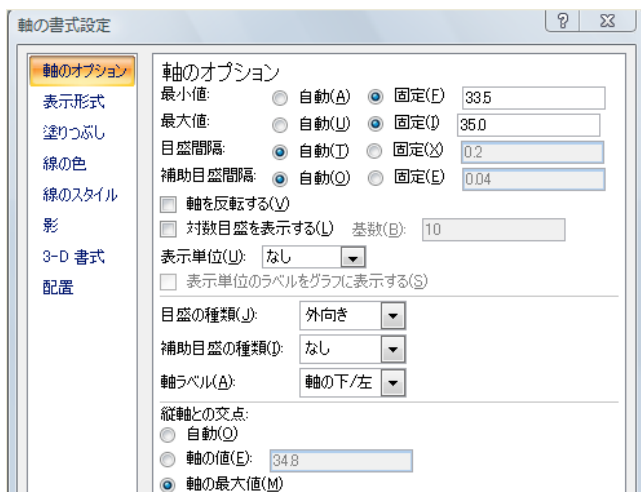 軸の書式設定
軸のオプション
表示形式
塗りつぶし
線の色
線のスタイル
影
3-D 書式
配置
軸のオプション
最小値: 自動(A) 固定(F) 33.5
最大値: 自動(U) 固定(I) 35.0
目盛間隔: 自動(T) 固定(X) 0.2
補助目盛間隔: 自動(O) 固定(E) 0.04
軸を反転する(V)
対数目盛を表示する(L) 基数(B): 10
表示単位(U): なし
表示単位のラベルをグラフに表示する(S)
目盛の種類(J): 外向き
補助目盛の種類(I): なし
軸ラベル(A): 軸の下/左
縦軸との交点:
自動(O)
軸の値(E): 34.8
軸の最大値(M)